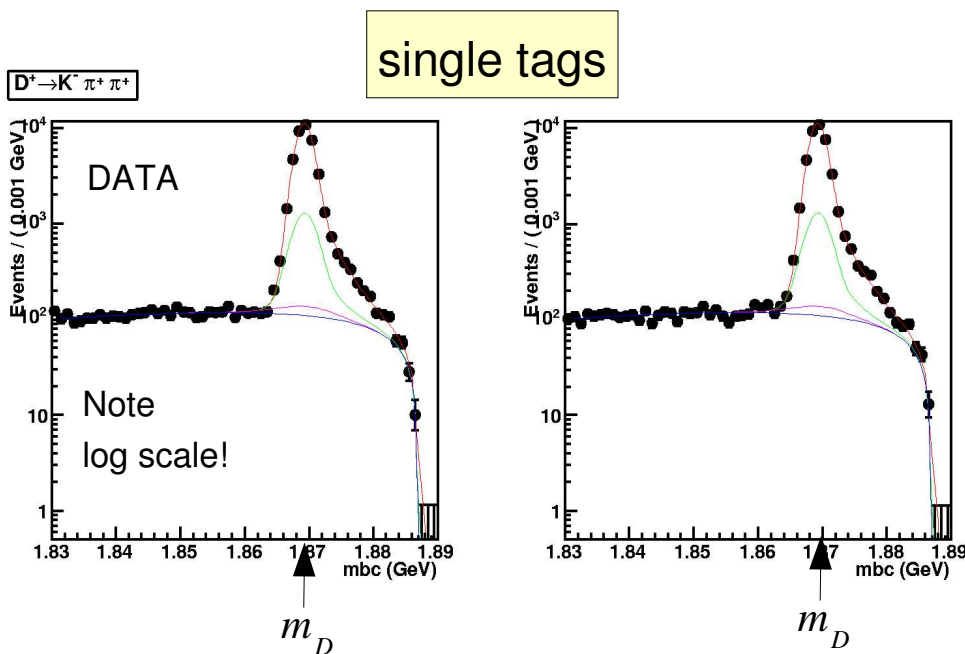 single tags
D⁺→K⁻ π⁺ π⁺
Events / ( 0.001 GeV )
10⁴
10³
10²
10
1
DATA
Note
log scale!
1.83 1.84 1.85 1.86 1.87 1.88 1.89
mbc (GeV)
m_D
Events / ( 0.001 GeV )
10⁴
10³
10²
10
1
1.83 1.84 1.85 1.86 1.87 1.88 1.89
mbc (GeV)
m_D